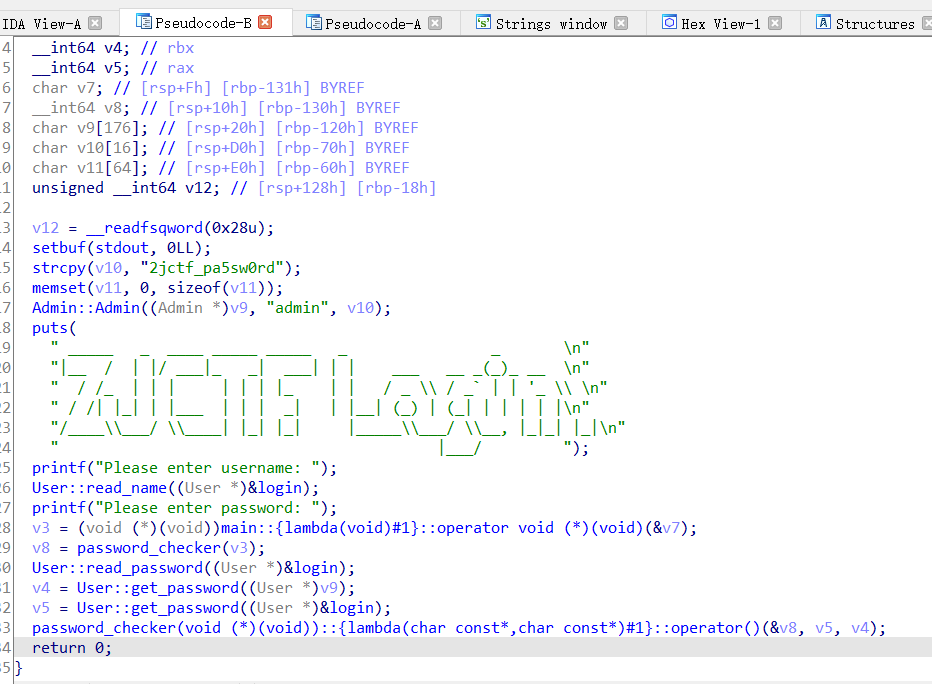 IDA View-A Pseudocode-B Pseudocode-A Strings window Hex View-1 Structures
4 __int64 v4; // rbx
5 __int64 v5; // rax
6 char v7; // [rsp+Fh] [rbp-131h] BYREF
7 __int64 v8; // [rsp+10h] [rbp-130h] BYREF
8 char v9[176]; // [rsp+20h] [rbp-120h] BYREF
9 char v10[16]; // [rsp+D0h] [rbp-70h] BYREF
0 char v11[64]; // [rsp+E0h] [rbp-60h] BYREF
1 unsigned __int64 v12; // [rsp+128h] [rbp-18h]
2
3 v12 = __readfsqword(0x28u);
4 setbuf(stdout, 0LL);
5 strcpy(v10, "2jctf_pa5sw0rd");
6 memset(v11, 0, sizeof(v11));
7 Admin::Admin((Admin *)v9, "admin", v10);
8 puts(
9 " _____   _  ____ _____ _____   _                _        \n"
0 "|__  /  | |/ ___|_   _|  ___| | |    ___   __ _(_)_ __  \n"
1 "  / /_  | | |     | | | |_    | |   / _ \\ / _` | | '_ \\ \n"
2 " / /| |_| | |___  | | |  _|   | |__| (_) | (_| | | | | |\n"
3 "/____\\___/ \\____| |_| |_|     |_____\\___/ \\__, |_|_| |_|\n"
4 "                                          |___/         ");
5 printf("Please enter username: ");
6 User::read_name((User *)&login);
7 printf("Please enter password: ");
8 v3 = (void (*)(void))main::{lambda(void)#1}::operator void (*)(void)(&v7);
9 v8 = password_checker(v3);
0 User::read_password((User *)&login);
1 v4 = User::get_password((User *)v9);
2 v5 = User::get_password((User *)&login);
3 password_checker(void (*)(void))::{lambda(char const*,char const*)#1}::operator()(&v8, v5, v4);
4 return 0;
5 }